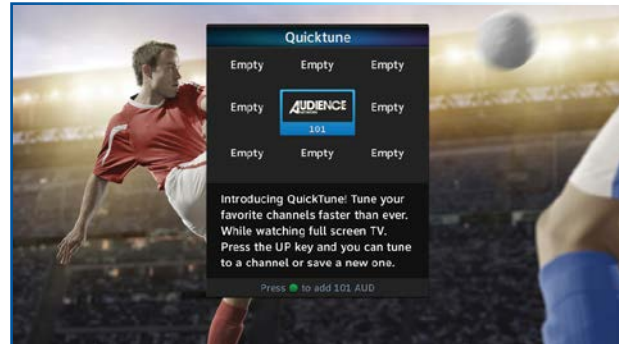 Quicktune
Empty Empty Empty
Empty AUDIENCE Empty
101
Empty Empty Empty
Introducing QuickTune! Tune your
favorite channels faster than ever.
While watching full screen TV.
Press the UP key and you can tune
to a channel or save a new one.
Press to add 101 AUD